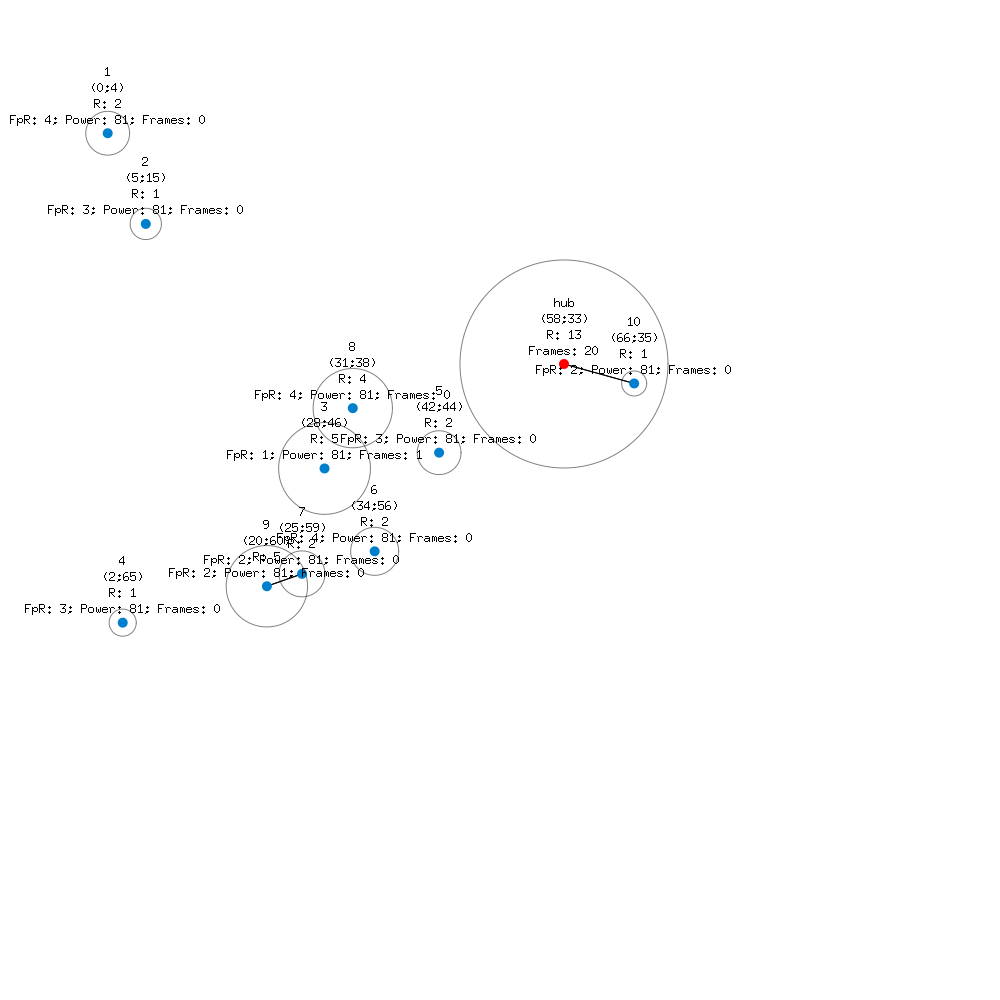 1
(0;4)
R: 2
FpR: 4; Power: 81; Frames: 0
2
(5;15)
R: 1
FpR: 3; Power: 81; Frames: 0
hub
(58;33)
R: 13
Frames: 20
10
(66;35)
R: 1
FpR: 2; Power: 81; Frames: 0
8
(31;38)
R: 4
FpR: 4; Power: 81; Frames: 0
5
(42;44)
R: 2
FpR: 3; Power: 81; Frames: 0
3
(28;46)
R: 5
FpR: 1; Power: 81; Frames: 1
6
(34;56)
R: 2
FpR: 4; Power: 81; Frames: 0
7
(25;59)
R: 2
FpR: 2; Power: 81; Frames: 0
9
(20;60)
R: 5
FpR: 2; Power: 81; Frames: 0
4
(2;65)
R: 1
FpR: 3; Power: 81; Frames: 0